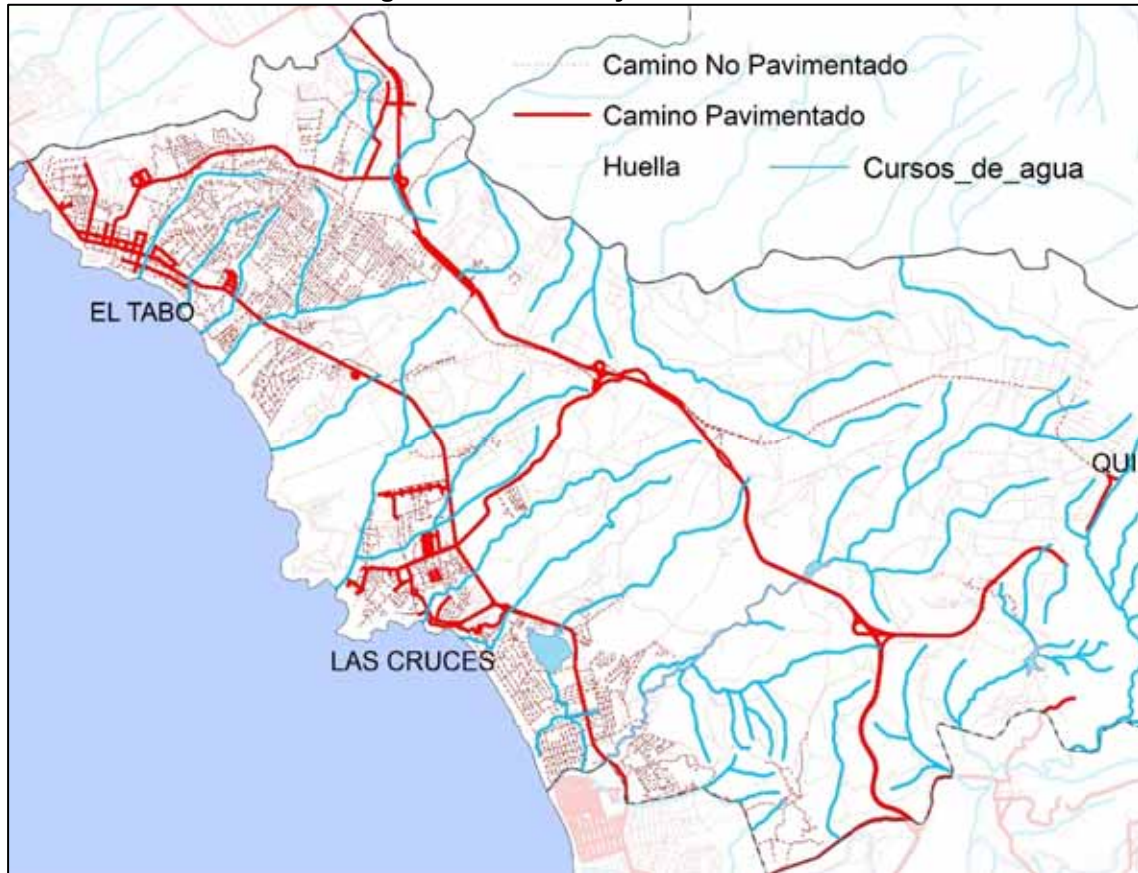 Camino No Pavimentado
Camino Pavimentado
Huella
Cursos_de_agua
EL TABO
QUI
LAS CRUCES